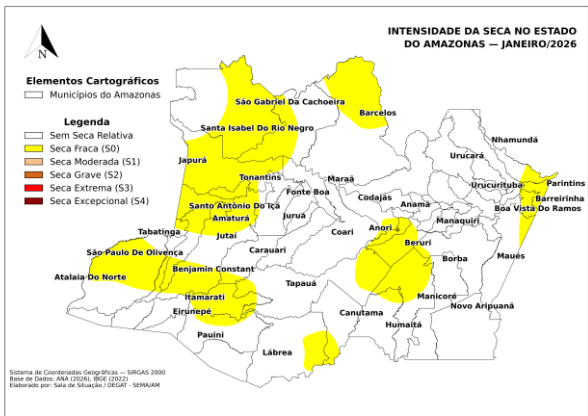 INTENSIDADE DA SECA NO ESTADO
DO AMAZONAS — JANEIRO/2026
N
Elementos Cartográficos
Municípios do Amazonas
Legenda
Sem Seca Relativa
Seca Fraca (S0)
Seca Moderada (S1)
Seca Grave (S2)
Seca Extrema (S3)
Seca Excepcional (S4)
São Gabriel Da Cachoeira
Barcelos
Santa Isabel Do Rio Negro
Nhamundá
Japurá
Urucará
Tonantins
Maraã
Urucurituba
Parintins
Fonte Boa
Barreirinha
Codajás
Anamã
Boa Vista Do Ramos
Santo Antônio Do Içá
Amaturá
Juruá
Manaquiri
Tabatinga
Jutaí
Coari
Anori
Beruri
São Paulo De Olivença
Carauari
Borba
Maués
Benjamin Constant
Atalaia Do Norte
Tapauá
Itamarati
Manicoré
Novo Aripuanã
Eirunepé
Canutama
Humaitá
Pauini
Lábrea
Sistema de Coordenadas Geográficas — SIRGAS 2000
Base de Dados: ANA (2026), IBGE (2022)
Elaborado por: Sala de Situação / DEGAT - SEMA/AM